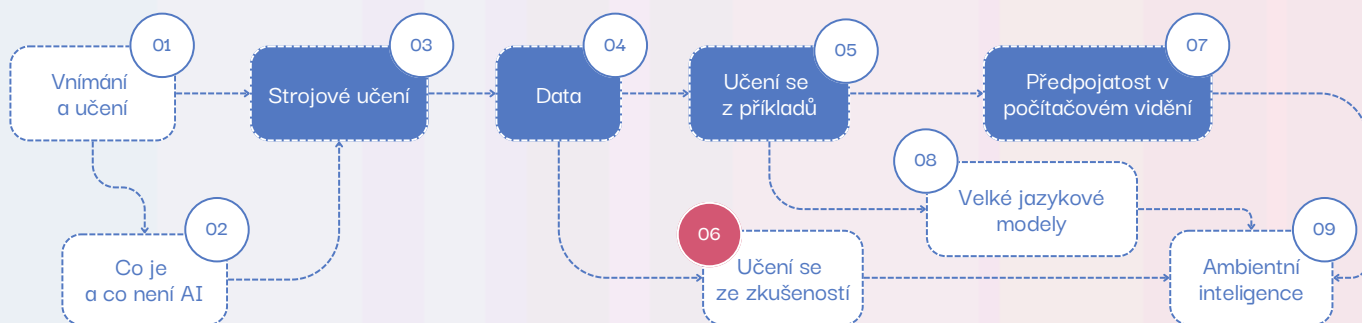 01
Vnímání
a učení
02
Co je
a co není AI
03
Strojové učení
04
Data
05
Učení se
z příkladů
06
Učení se
ze zkušeností
07
Předpojatost v
počítačovém vidění
08
Velké jazykové
modely
09
Ambientní
inteligence